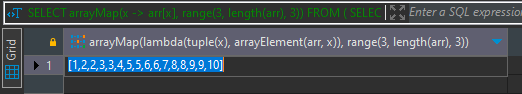 SELECT arrayMap(x -> arr[x], range(3, length(arr), 3)) FROM ( SELEC
Enter a SQL expression
Grid
arrayMap(lambda(tuple(x), arrayElement(arr, x)), range(3, length(arr), 3))
1
[1,2,2,3,3,4,5,5,6,6,7,8,8,9,9,10]